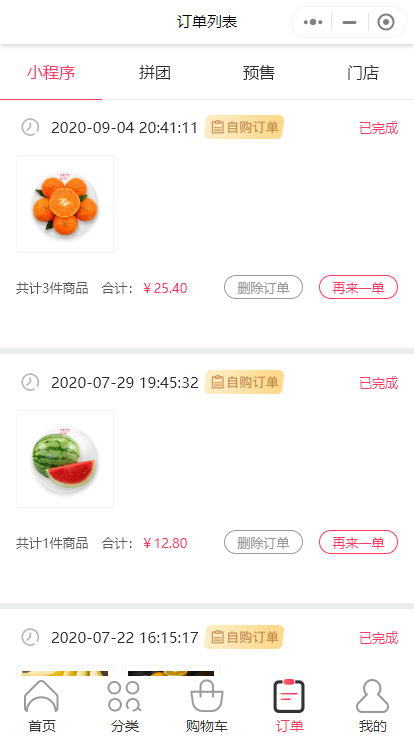 订单列表
小程序 拼团 预售 门店
2020-09-04 20:41:11 自购订单 已完成
共计3件商品 合计：￥25.40 删除订单 再来一单
2020-07-29 19:45:32 自购订单 已完成
共计1件商品 合计：￥12.80 删除订单 再来一单
2020-07-22 16:15:17 自购订单 已完成
首页 分类 购物车 订单 我的